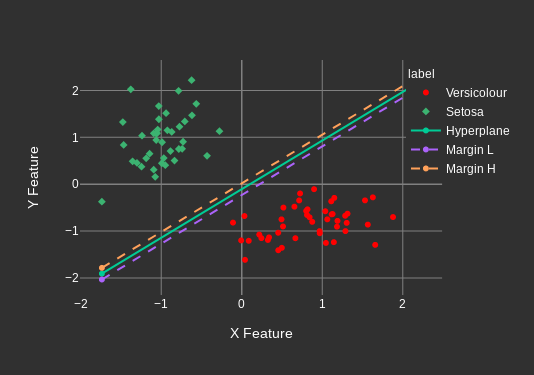 label
Versicolour
Setosa
Hyperplane
Margin L
Margin H
Y Feature
2
1
0
−1
−2
−2 −1 0 1 2
X Feature